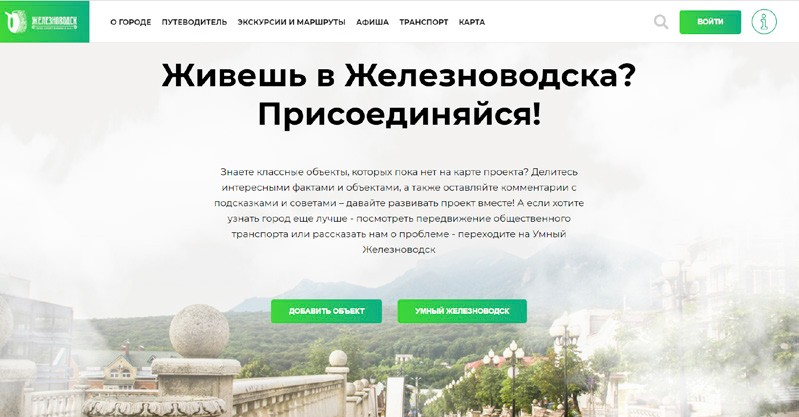 ЖЕЛЕЗНОВОДСК
О ГОРОДЕ ПУТЕВОДИТЕЛЬ ЭКСКУРСИИ И МАРШРУТЫ АФИША ТРАНСПОРТ КАРТА
ВОЙТИ
Живешь в Железноводска?
Присоединяйся!
Знаете классные объекты, которых пока нет на карте проекта? Делитесь
интересными фактами и объектами, а также оставляйте комментарии с
подсказками и советами – давайте развивать проект вместе! А если хотите
узнать город еще лучше - посмотреть передвижение общественного
транспорта или рассказать нам о проблеме - переходите на Умный
Железноводск
ДОБАВИТЬ ОБЪЕКТ
УМНЫЙ ЖЕЛЕЗНОВОДСК